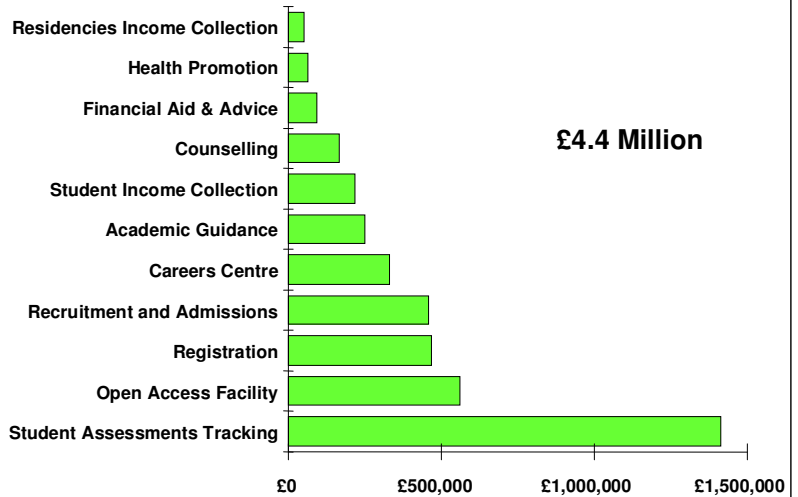 Residencies Income Collection
Health Promotion
Financial Aid & Advice
£4.4 Million
Counselling
Student Income Collection
Academic Guidance
Careers Centre
Recruitment and Admissions
Registration
Open Access Facility
Student Assessments Tracking
£0 £500,000 £1,000,000 £1,500,000